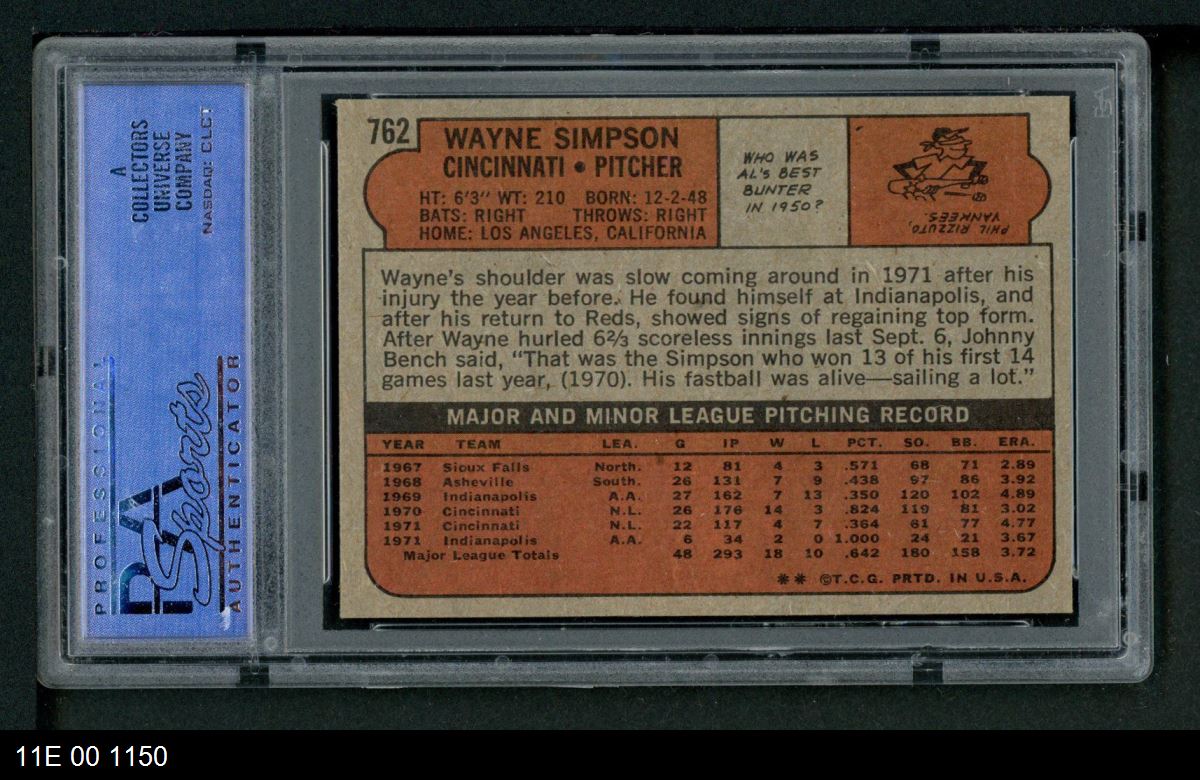 A
COLLECTORS
UNIVERSE
COMPANY
NASDAQ: CLCT
PROFESSIONAL
PSA
Sports
AUTHENTICATOR
762
WAYNE SIMPSON
CINCINNATI • PITCHER
HT: 6'3" WT: 210 BORN: 12-2-48
BATS: RIGHT THROWS: RIGHT
HOME: LOS ANGELES, CALIFORNIA
WHO WAS
AL'S BEST
BUNTER
IN 1950?
PHIL RIZZUTO,
YANKEES.
Wayne's shoulder was slow coming around in 1971 after his
injury the year before. He found himself at Indianapolis, and
after his return to Reds, showed signs of regaining top form.
After Wayne hurled 6⅔ scoreless innings last Sept. 6, Johnny
Bench said, “That was the Simpson who won 13 of his first 14
games last year, (1970). His fastball was alive—sailing a lot.”
MAJOR AND MINOR LEAGUE PITCHING RECORD
YEAR TEAM LEA. G IP W L PCT. SO. BB. ERA.
1967 Sioux Falls North. 12 81 4 3 .571 68 71 2.89
1968 Asheville South. 26 131 7 9 .438 97 86 3.92
1969 Indianapolis A.A. 27 162 7 13 .350 120 102 4.89
1970 Cincinnati N.L. 26 176 14 3 .824 119 81 3.02
1971 Cincinnati N.L. 22 117 4 7 .364 61 77 4.77
1971 Indianapolis A.A. 6 34 2 0 1.000 24 21 3.67
Major League Totals 48 293 18 10 .642 180 158 3.72
** ©T.C.G. PRTD. IN U.S.A.
11E 00 1150